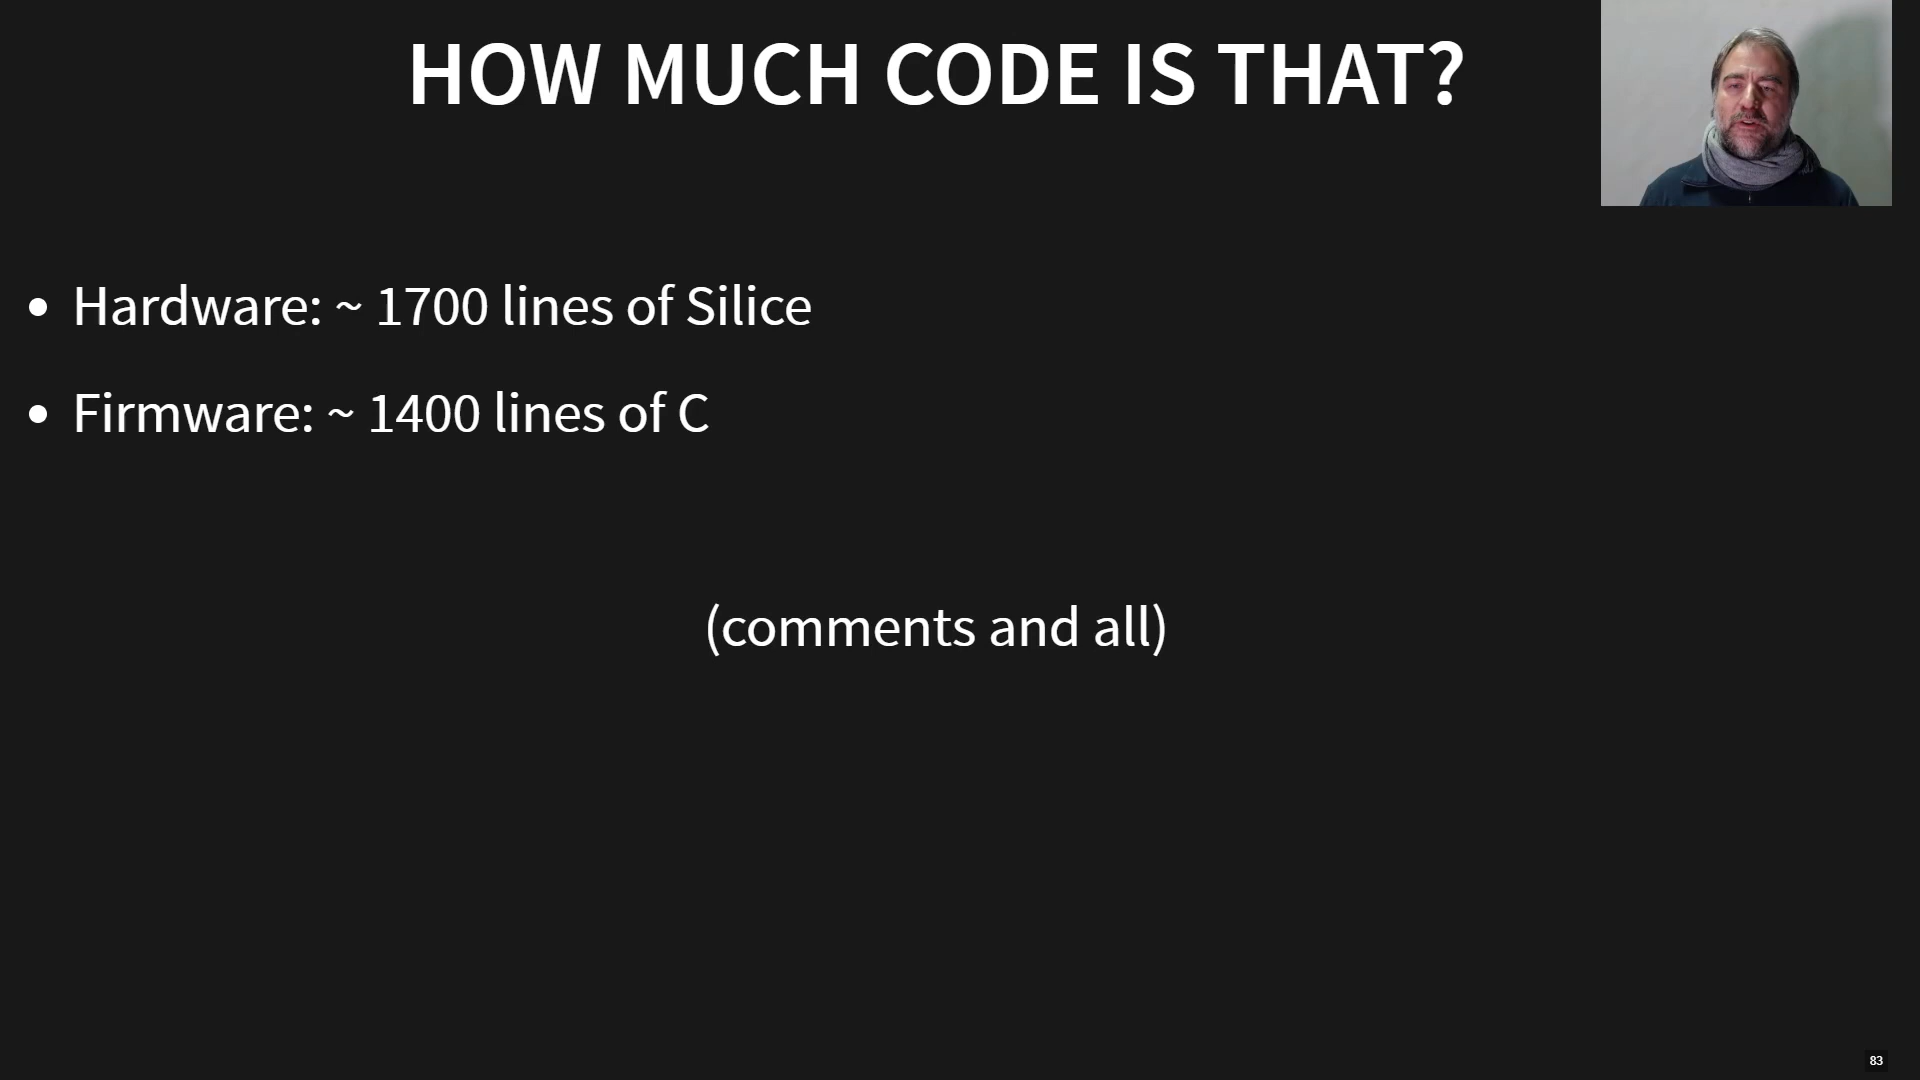 HOW MUCH CODE IS THAT?
• Hardware: ~ 1700 lines of Silice
• Firmware: ~ 1400 lines of C
(comments and all)
83